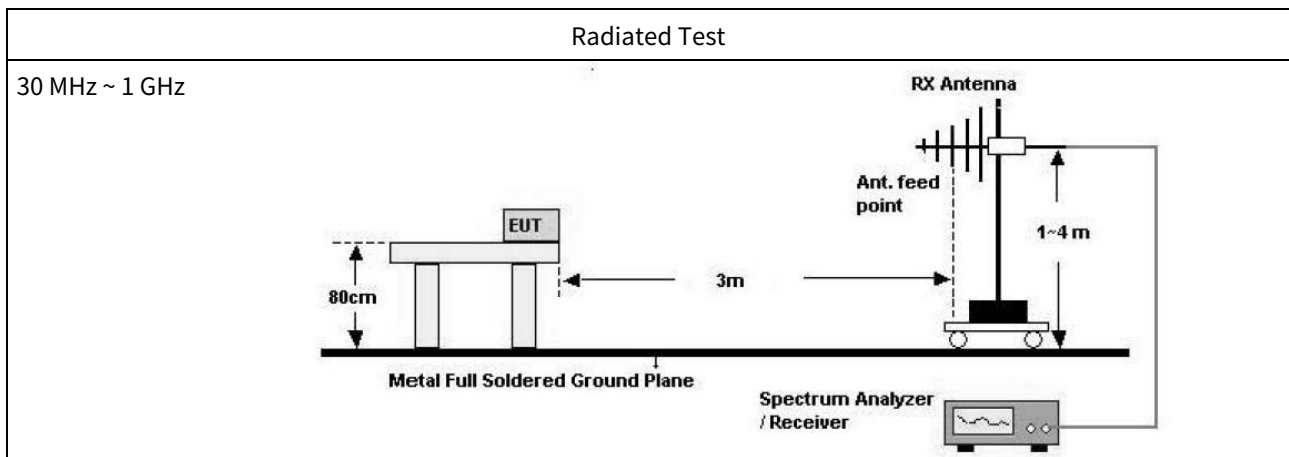 Radiated Test
30 MHz ~ 1 GHz
RX Antenna
Ant. feed
point
EUT
1~4 m
3m
80cm
Metal Full Soldered Ground Plane
Spectrum Analyzer
/ Receiver